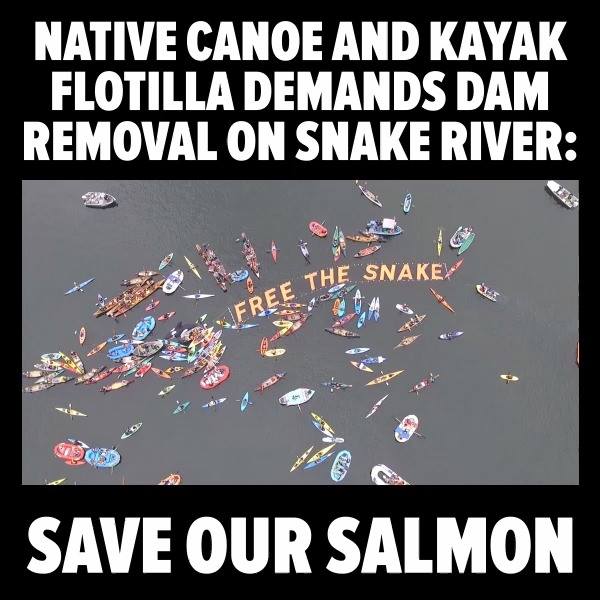 NATIVE CANOE AND KAYAK
FLOTILLA DEMANDS DAM
REMOVAL ON SNAKE RIVER:
FREE THE SNAKE
SAVE OUR SALMON